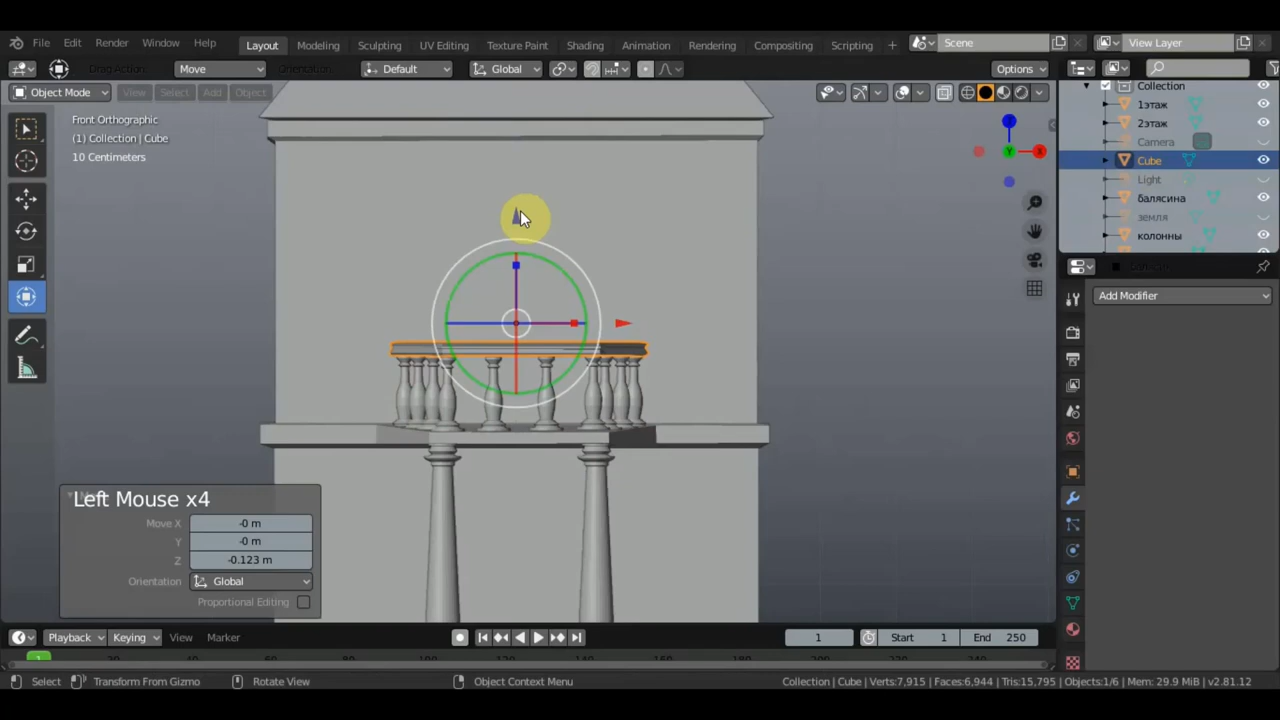 File Edit Render Window Help Layout Modeling Sculpting UV Editing Texture Paint Shading Animation Rendering Compositing Scripting + Scene View Layer
Drag Action Move Orientation: Default Global Options
Object Mode View Select Add Object
Front Orthographic
(1) Collection | Cube
10 Centimeters
Z
Y
X
Collection
1этаж
2этаж
Camera
Cube
Light
балясина
земля
колонны
Add Modifier
Left Mouse x4
Move X -0 m
Y -0 m
Z -0.123 m
Orientation Global
Proportional Editing
Playback Keying View Marker 1 Start 1 End 250
1
Select Transform From Gizmo Rotate View Object Context Menu Collection | Cube | Verts:7,915 | Faces:6,944 | Tris:15,795 | Objects:1/6 | Mem: 29.9 MiB | v2.81.12